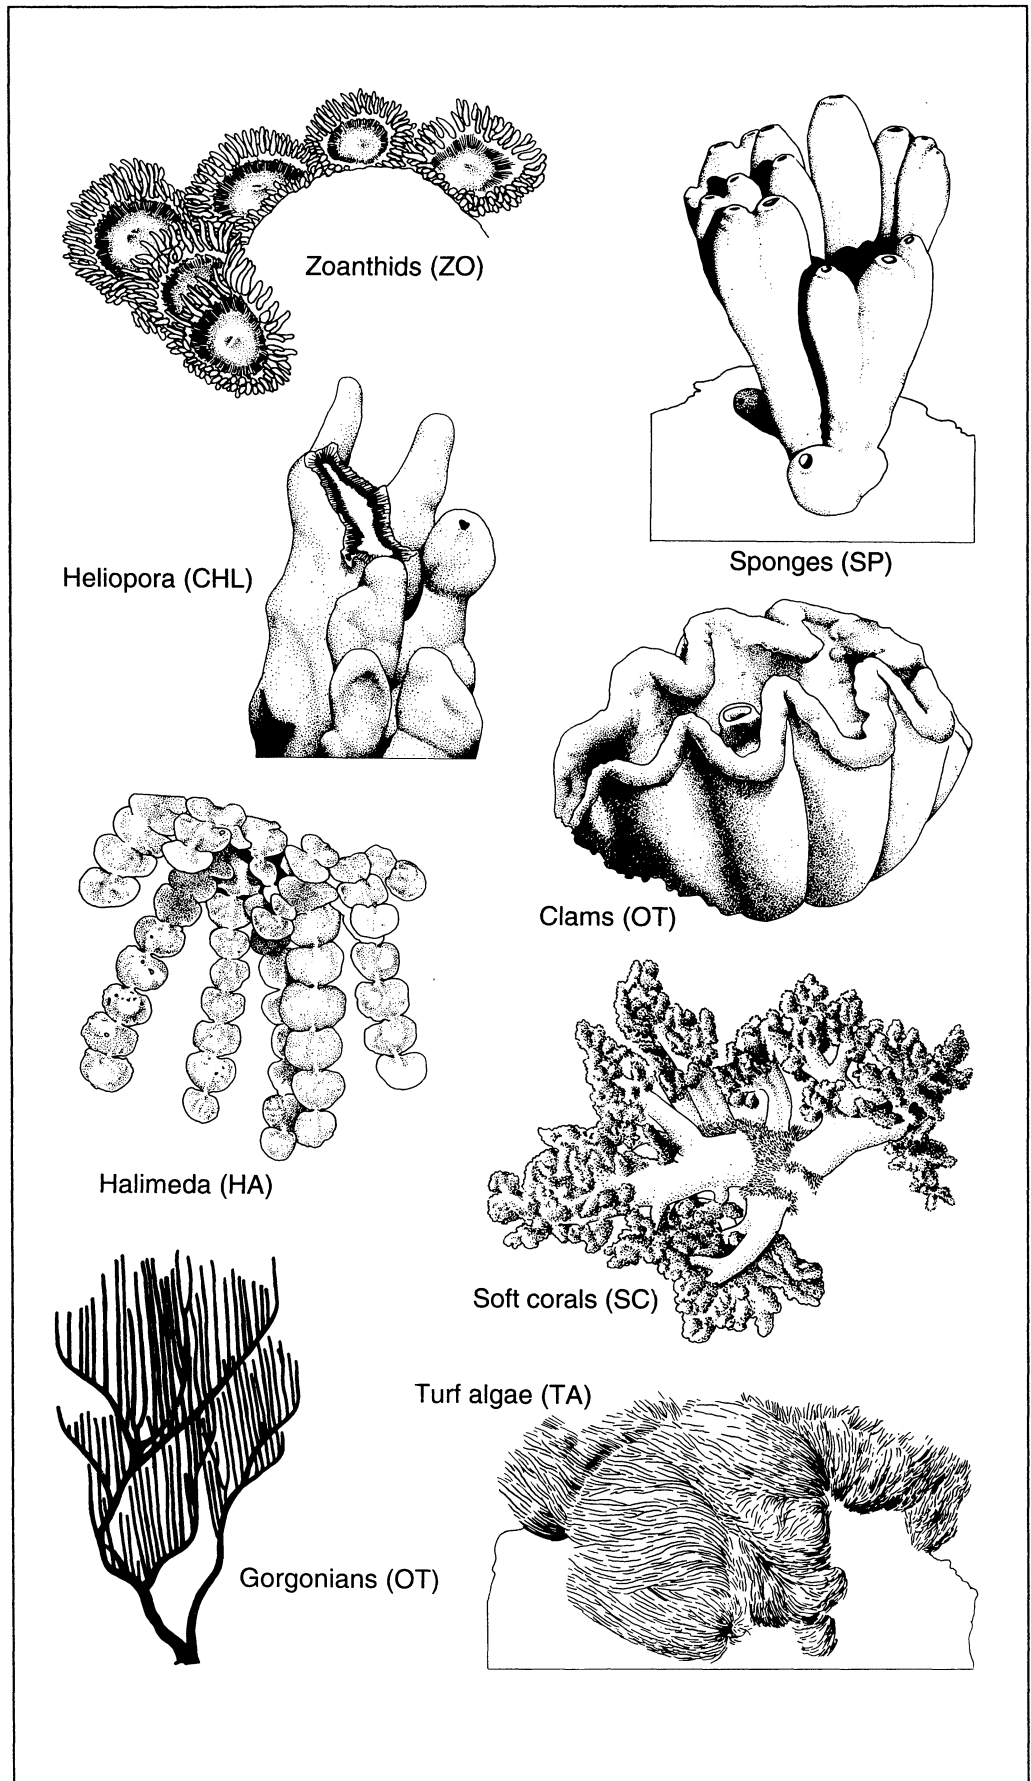 Zoanthids (ZO)
Sponges (SP)
Heliopora (CHL)
Clams (OT)
Halimeda (HA)
Soft corals (SC)
Turf algae (TA)
Gorgonians (OT)